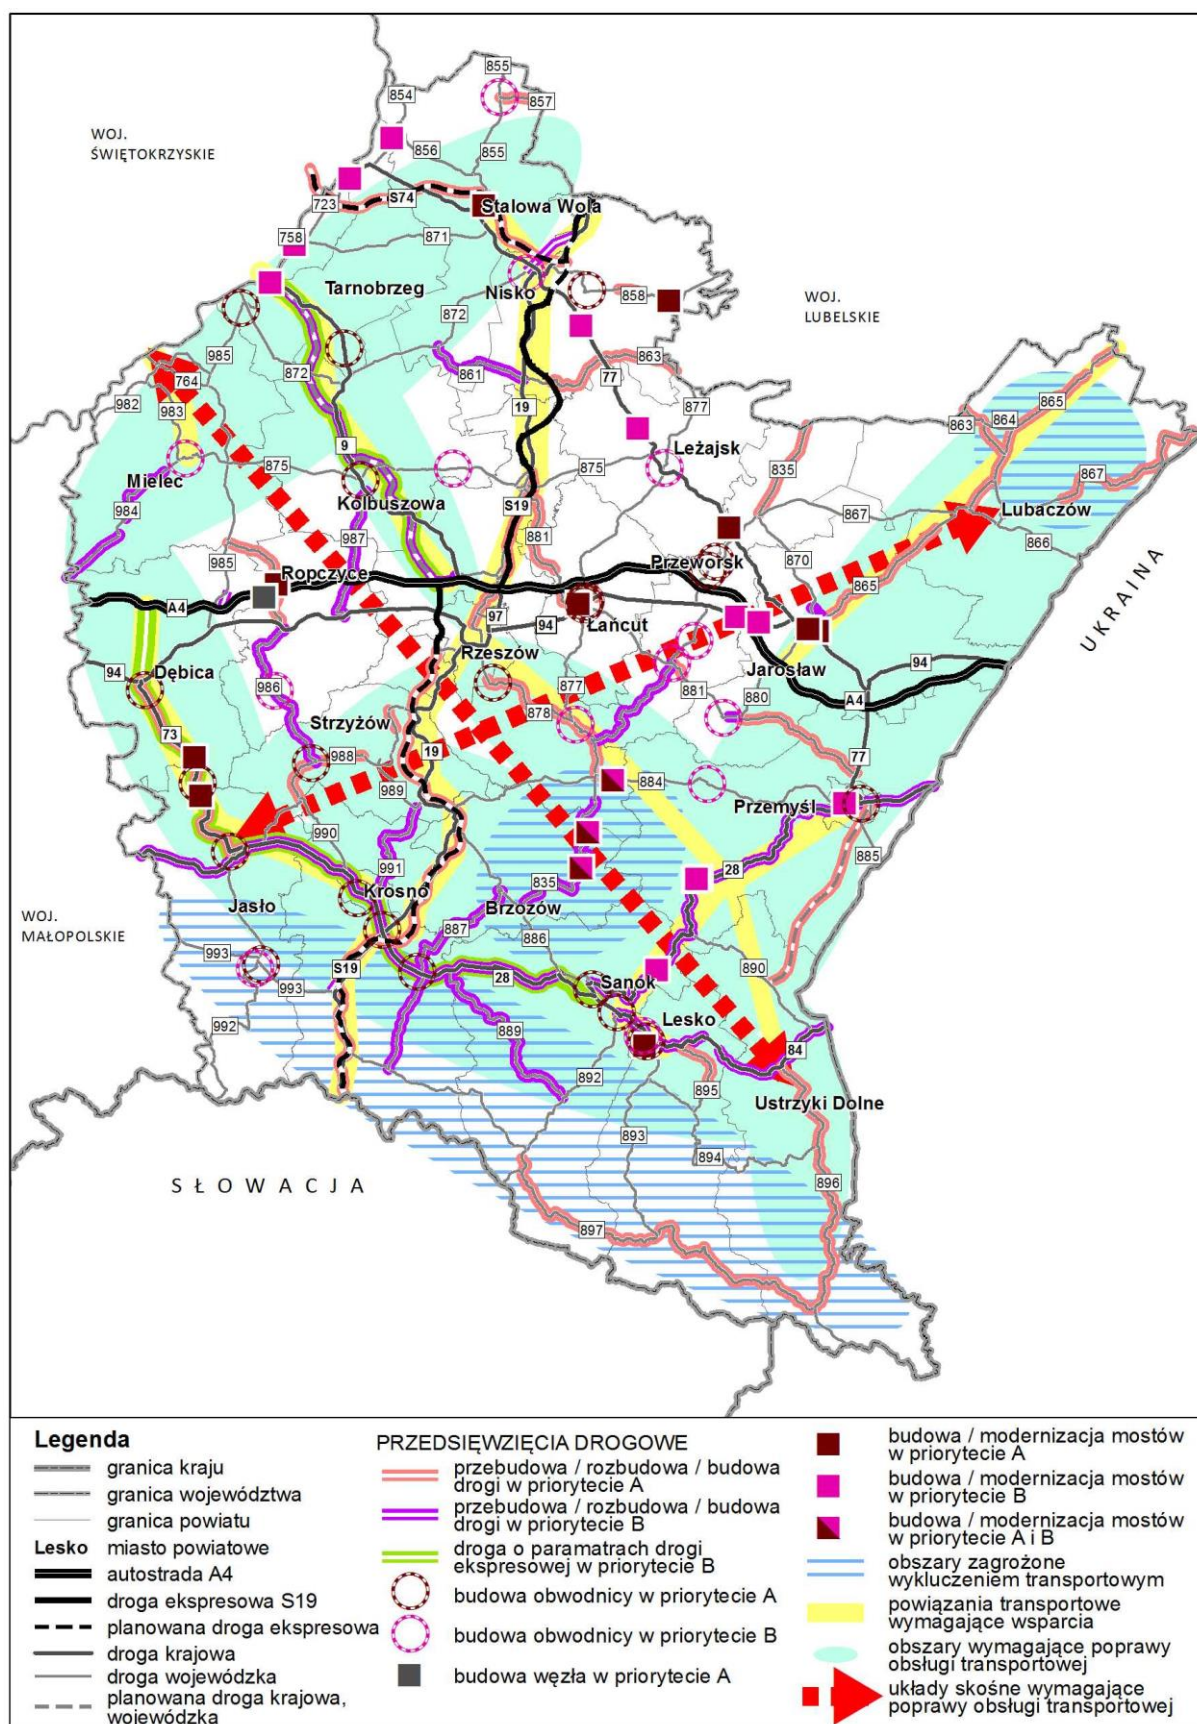 855
854
857
WOJ.
ŚWIĘTOKRZYSKIE
856
855
723
S74
Stalowa Wola
758
871
Tarnobrzeg
Nisko
858
WOJ.
LUBELSKIE
872
985
863
764
872
861
77
865
982
983
19
877
864
863
9
Leżajsk
875
875
835
867
Mielec
Kolbuszowa
984
S19
867
Lubaczów
987
881
866
985
870
Przeworsk
Ropczyce
865
A4
97
94
Łańcut
UKRAINA
Rzeszów
Jarosław
94
94
Dębica
877
986
881
880
A4
Strzyżów
878
73
988
19
77
884
989
Przemyśl
990
885
991
28
Krosno
835
Jasło
Brzozów
WOJ.
MAŁOPOLSKIE
887
886
993
S19
890
28
Sanok
993
Lesko
992
889
84
892
895
Ustrzyki Dolne
893
894
SŁOWACJA
896
897
Legenda
granica kraju
granica województwa
granica powiatu
Lesko miasto powiatowe
autostrada A4
droga ekspresowa S19
planowana droga ekspresowa
droga krajowa
droga wojewódzka
planowana droga krajowa,
wojewódzka
PRZEDSIĘWZIĘCIA DROGOWE
przebudowa / rozbudowa / budowa
drogi w priorytecie A
przebudowa / rozbudowa / budowa
drogi w priorytecie B
droga o paramatrach drogi
ekspresowej w priorytecie B
budowa obwodnicy w priorytecie A
budowa obwodnicy w priorytecie B
budowa węzła w priorytecie A
budowa / modernizacja mostów
w priorytecie A
budowa / modernizacja mostów
w priorytecie B
budowa / modernizacja mostów
w priorytecie A i B
obszary zagrożone
wykluczeniem transportowym
powiązania transportowe
wymagające wsparcia
obszary wymagające poprawy
obsługi transportowej
układy skośne wymagające
poprawy obsługi transportowej